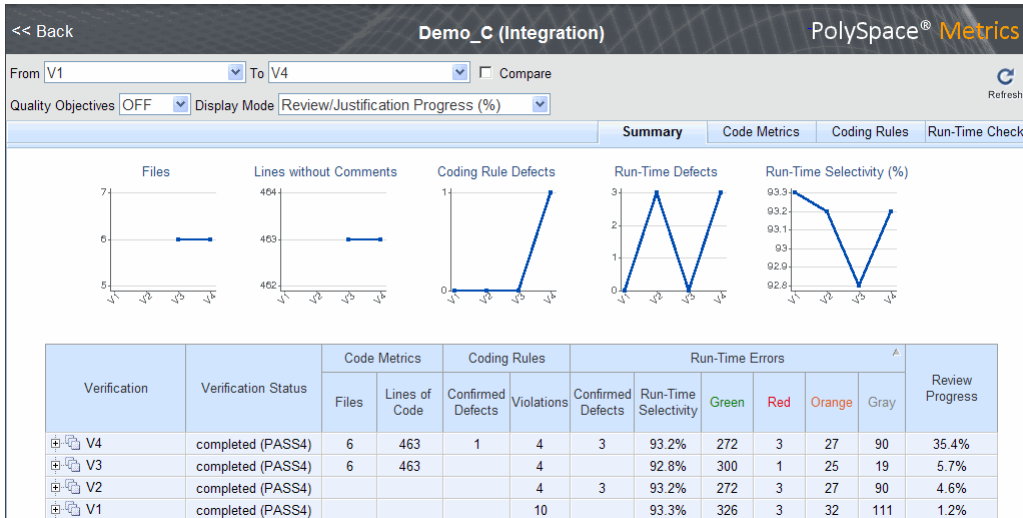 << Back
Demo_C (Integration)
PolySpace® Metrics
From V1 To V4 Compare
Refresh
Quality Objectives OFF Display Mode Review/Justification Progress (%)
Summary Code Metrics Coding Rules Run-Time Check
Files
7
6
5
V1 V2 V3 V4
Lines without Comments
464
463
462
V1 V2 V3 V4
Coding Rule Defects
1
0
V1 V2 V3 V4
Run-Time Defects
3
2
1
0
V1 V2 V3 V4
Run-Time Selectivity (%)
93.3
93.2
93.1
93
92.9
92.8
V1 V2 V3 V4
Verification Verification Status Code Metrics Coding Rules Run-Time Errors Review Progress
Files Lines of Code Confirmed Defects Violations Confirmed Defects Run-Time Selectivity Green Red Orange Gray
V4 completed (PASS4) 6 463 1 4 3 93.2% 272 3 27 90 35.4%
V3 completed (PASS4) 6 463 4 92.8% 300 1 25 19 5.7%
V2 completed (PASS4) 4 3 93.2% 272 3 27 90 4.6%
V1 completed (PASS4) 10 93.3% 326 3 32 111 1.2%